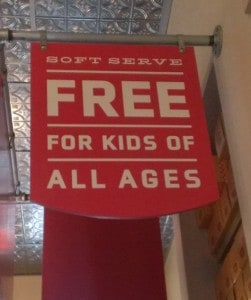 SOFT SERVE
FREE
FOR KIDS OF
ALL AGES